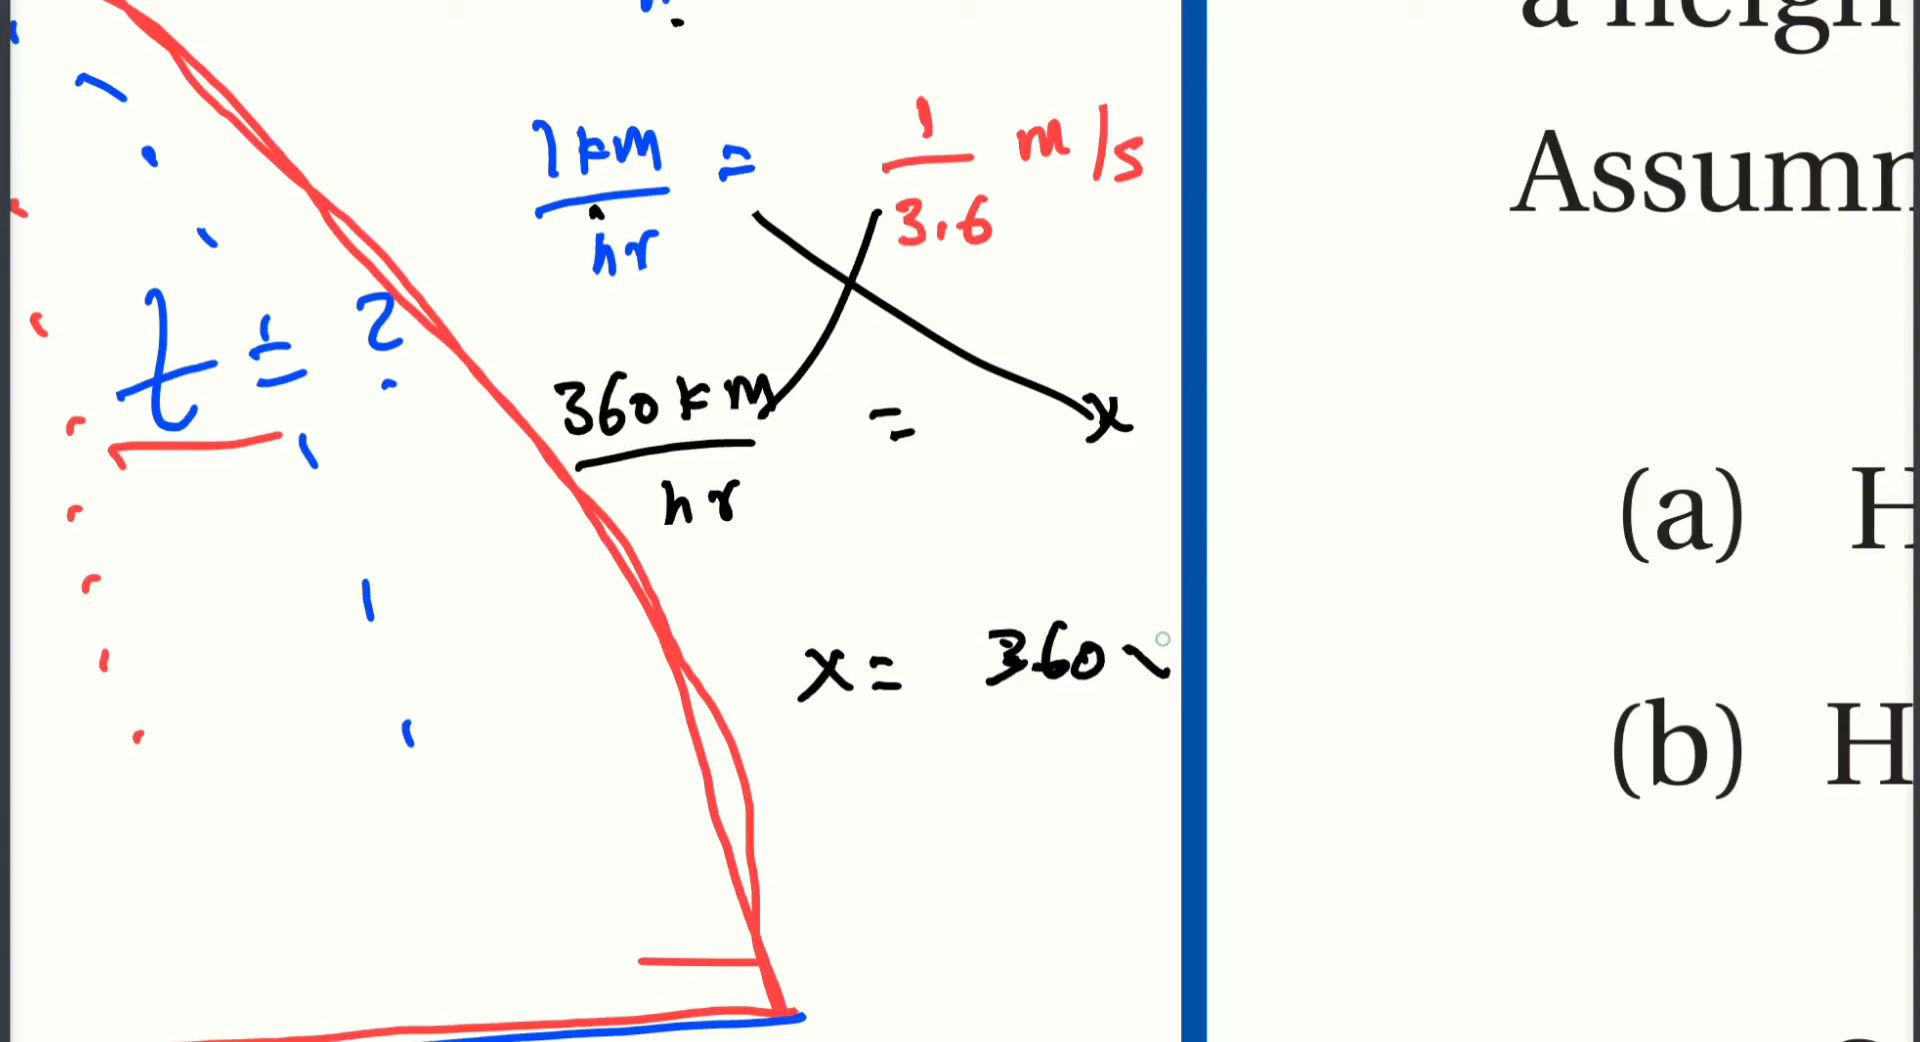 1 km/hr = 1/3.6 m/s
t = ?
360 km/hr = x
x = 360
Assum
(a) H
(b) H